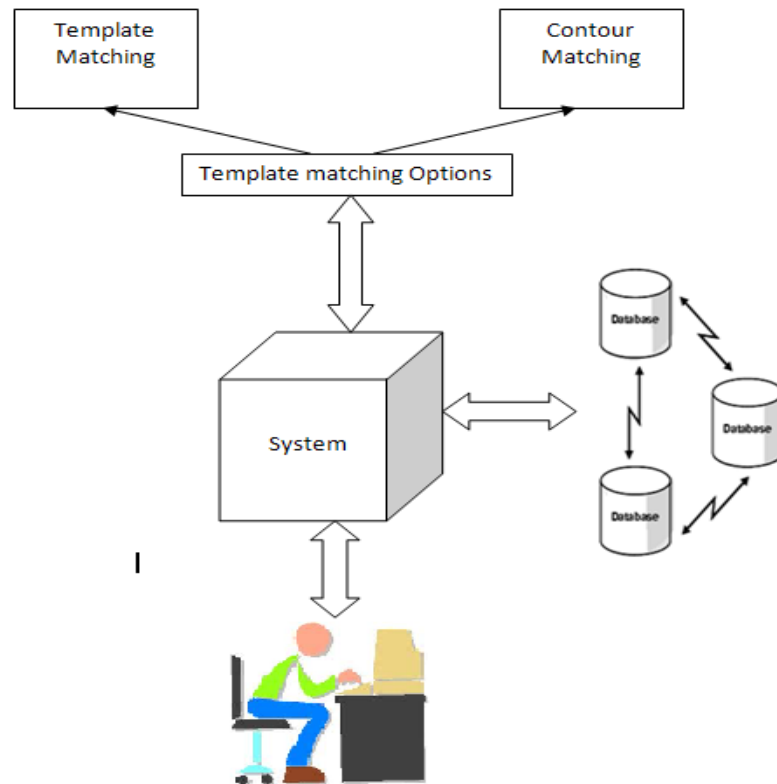 Template
Matching
Contour
Matching
Template matching Options
Database
System
Database
Database